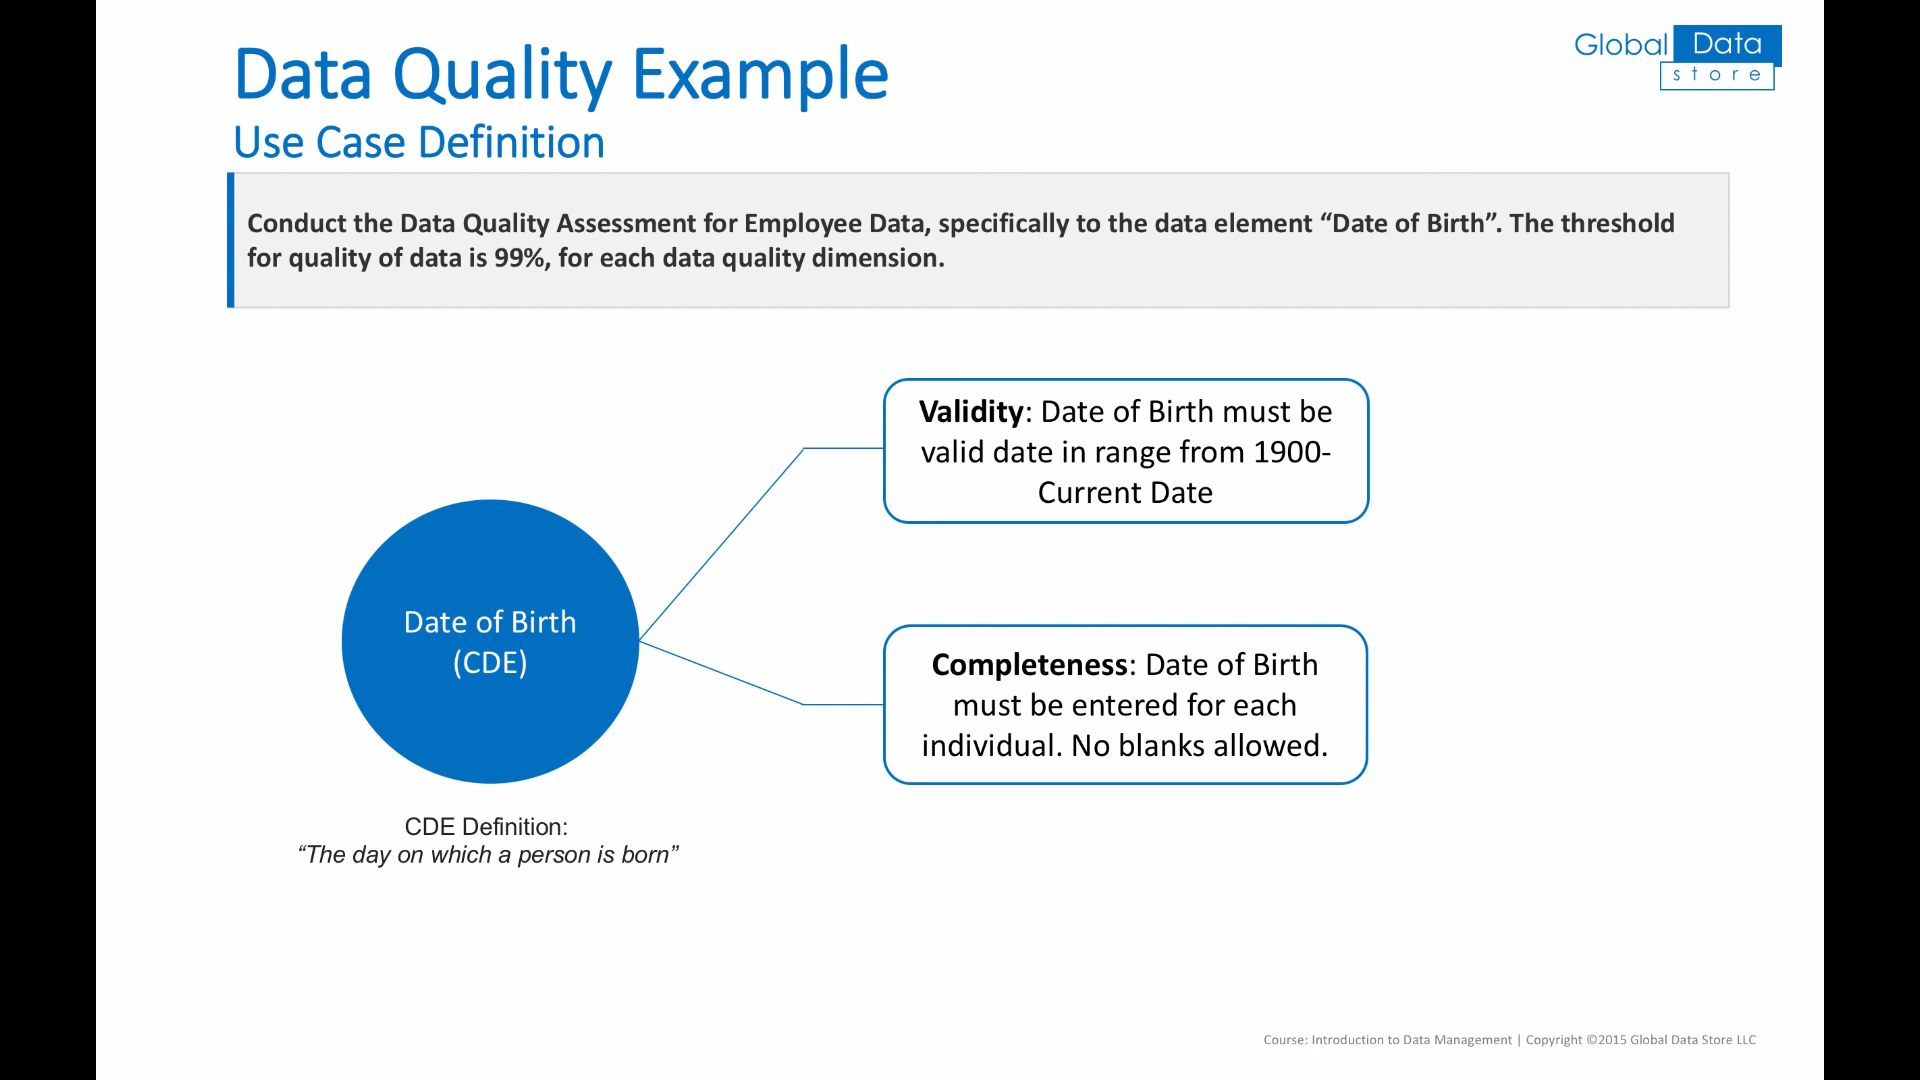 Data Quality Example
Use Case Definition
Global Data
store
Conduct the Data Quality Assessment for Employee Data, specifically to the data element “Date of Birth”. The threshold
for quality of data is 99%, for each data quality dimension.
Validity: Date of Birth must be
valid date in range from 1900-
Current Date
Date of Birth
(CDE)
Completeness: Date of Birth
must be entered for each
individual. No blanks allowed.
CDE Definition:
“The day on which a person is born”
Course: Introduction to Data Management | Copyright ©2015 Global Data Store LLC